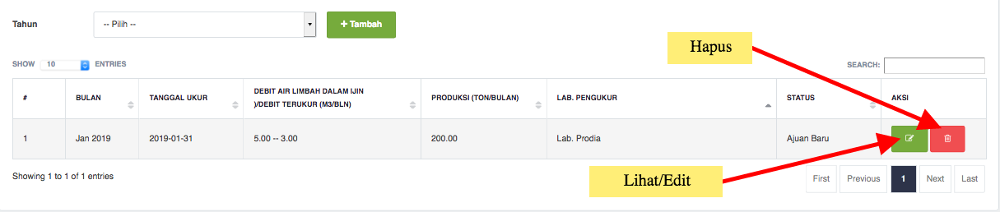 Tahun
-- Pilih --
+ Tambah
Hapus
SHOW 10 ENTRIES
SEARCH:
# BULAN TANGGAL UKUR DEBIT AIR LIMBAH DALAM IJIN PRODUKSI (TON/BULAN) LAB. PENGUKUR STATUS AKSI
)/DEBIT TERUKUR (M3/BLN)
1 Jan 2019 2019-01-31 5.00 -- 3.00 200.00 Lab. Prodia Ajuan Baru
Showing 1 to 1 of 1 entries
Lihat/Edit
First Previous 1 Next Last